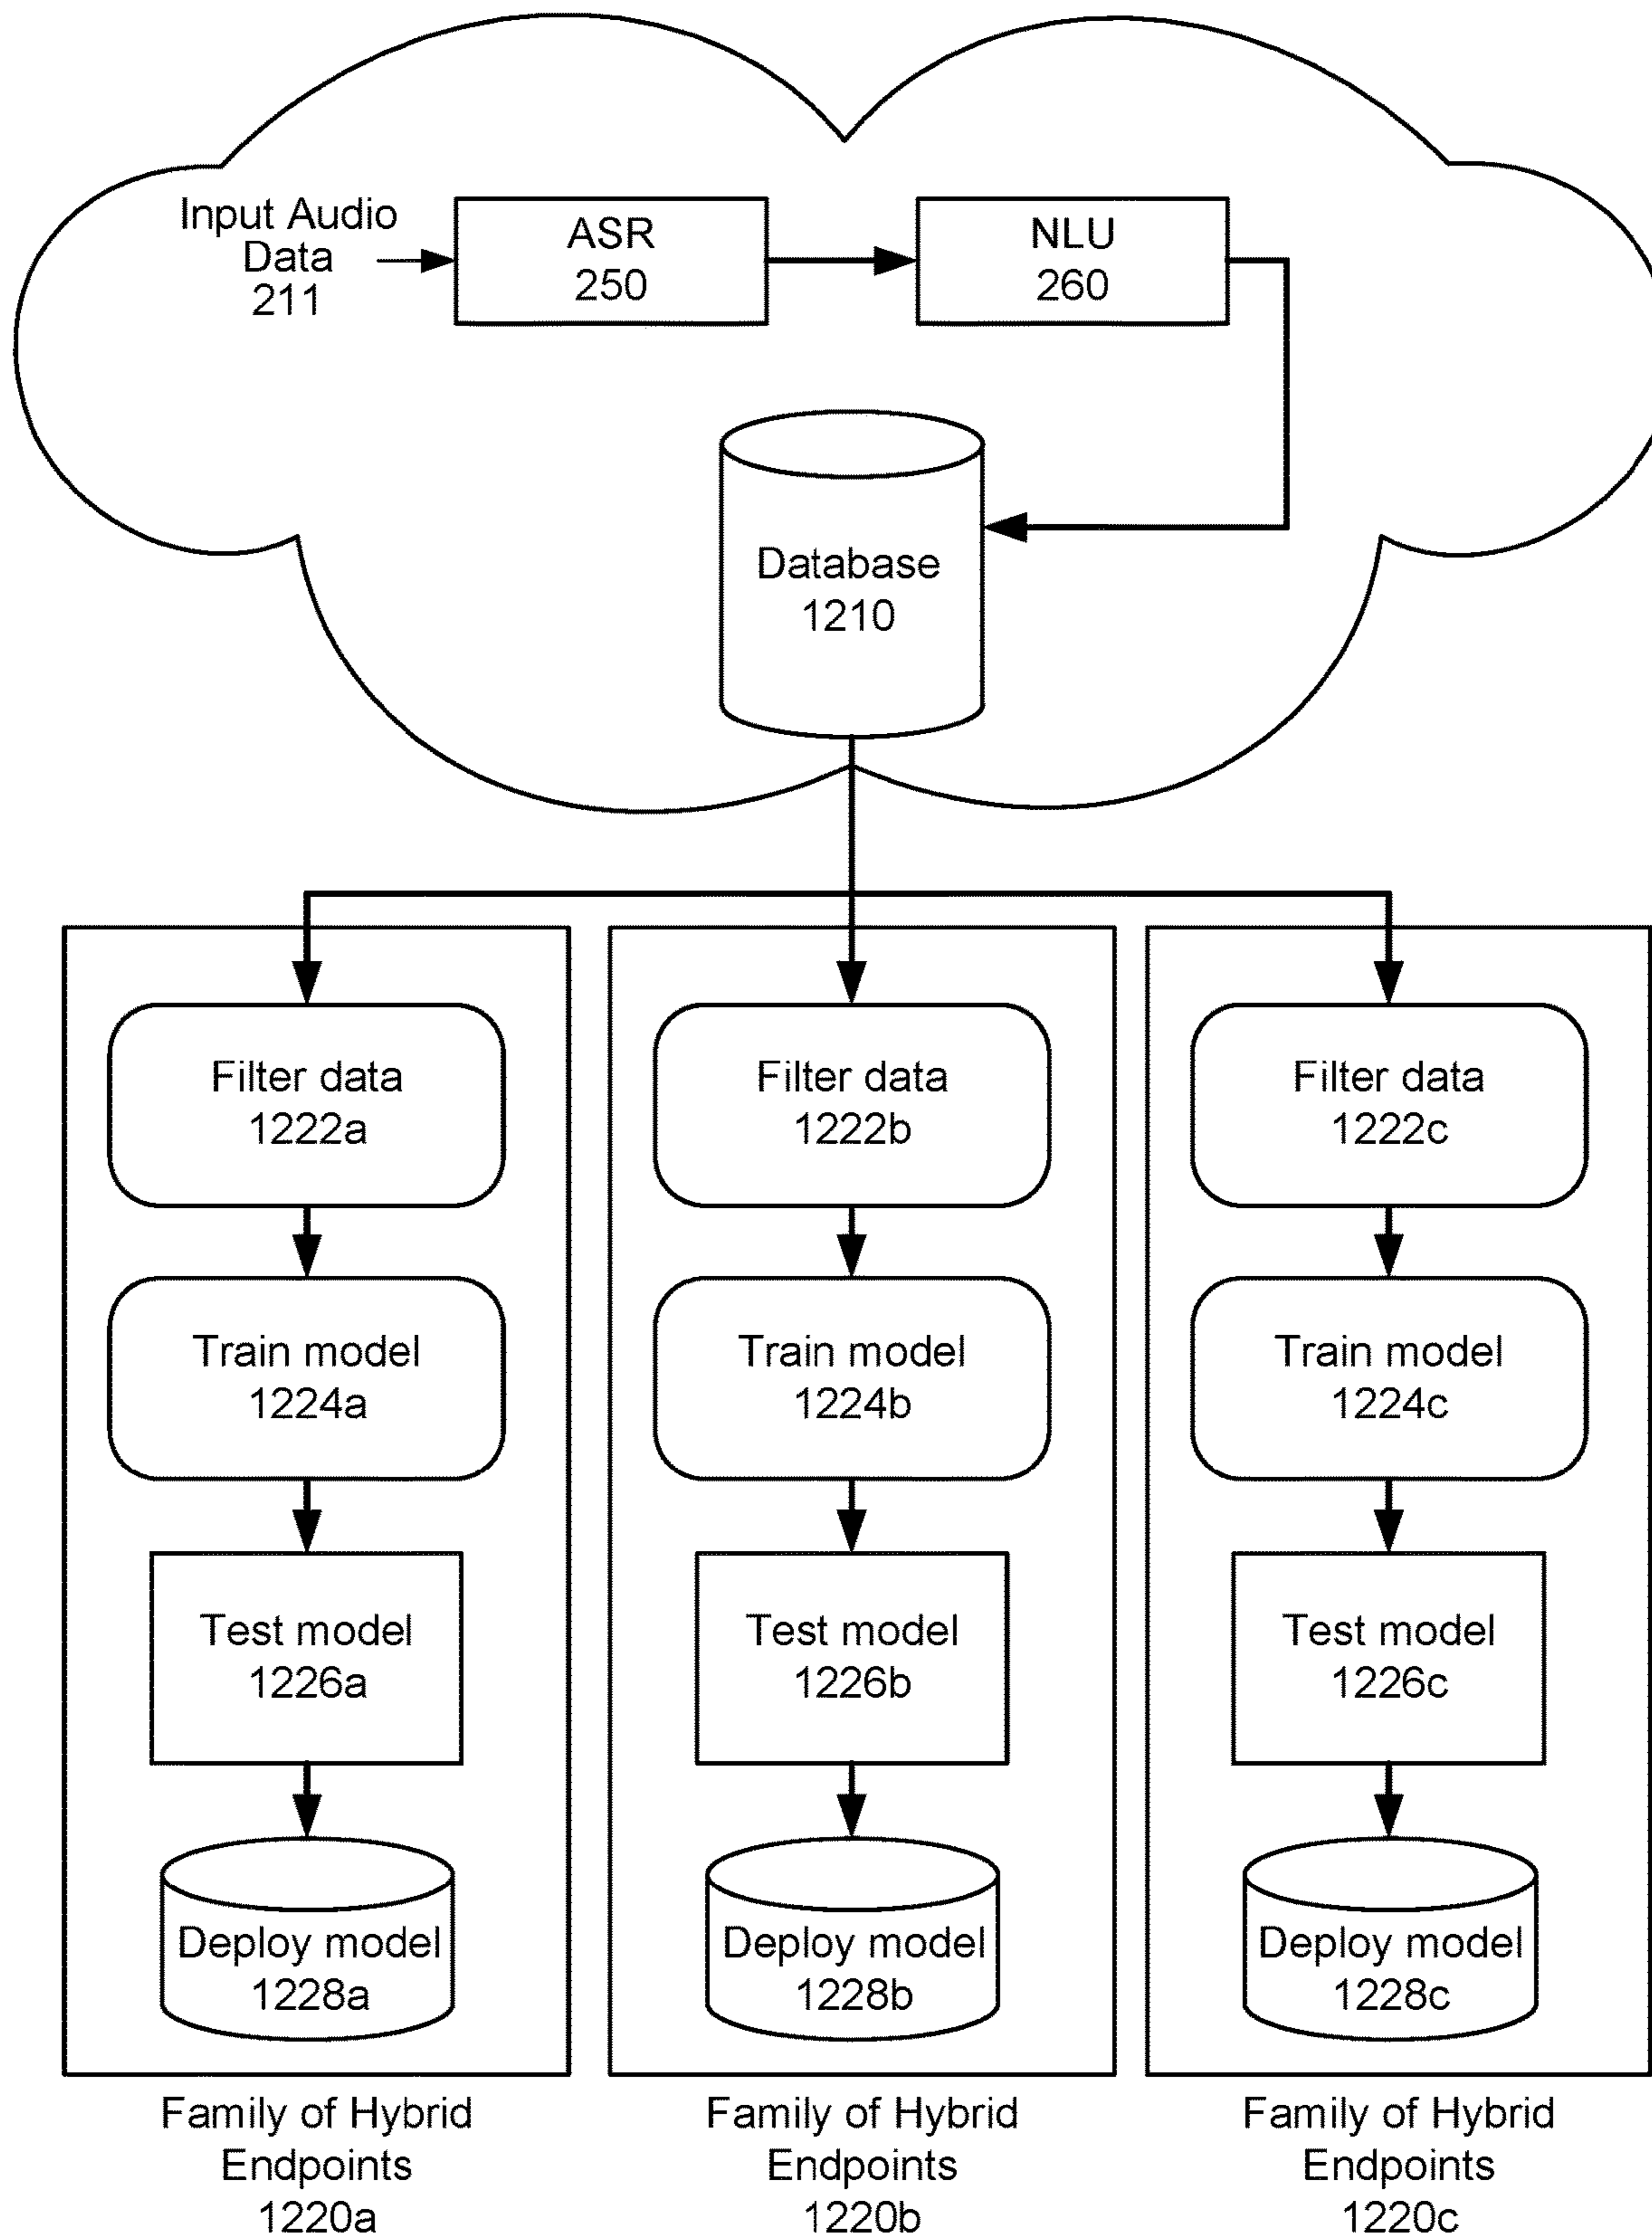 Input Audio
Data
211
ASR
250
NLU
260
Database
1210
Filter data
1222a
Train model
1224a
Test model
1226a
Deploy model
1228a
Family of Hybrid
Endpoints
1220a
Filter data
1222b
Train model
1224b
Test model
1226b
Deploy model
1228b
Family of Hybrid
Endpoints
1220b
Filter data
1222c
Train model
1224c
Test model
1226c
Deploy model
1228c
Family of Hybrid
Endpoints
1220c